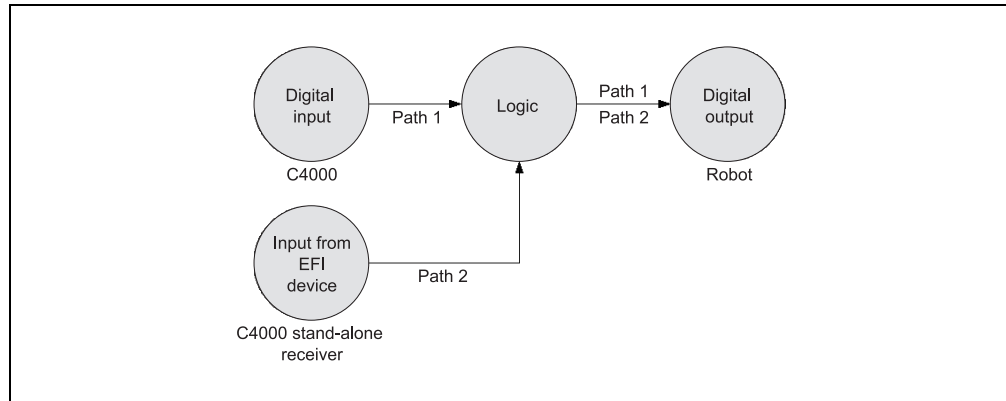 Digital
input
C4000
Path 1
Logic
Path 1
Path 2
Digital
output
Robot
Input from
EFI
device
C4000 stand-alone
receiver
Path 2